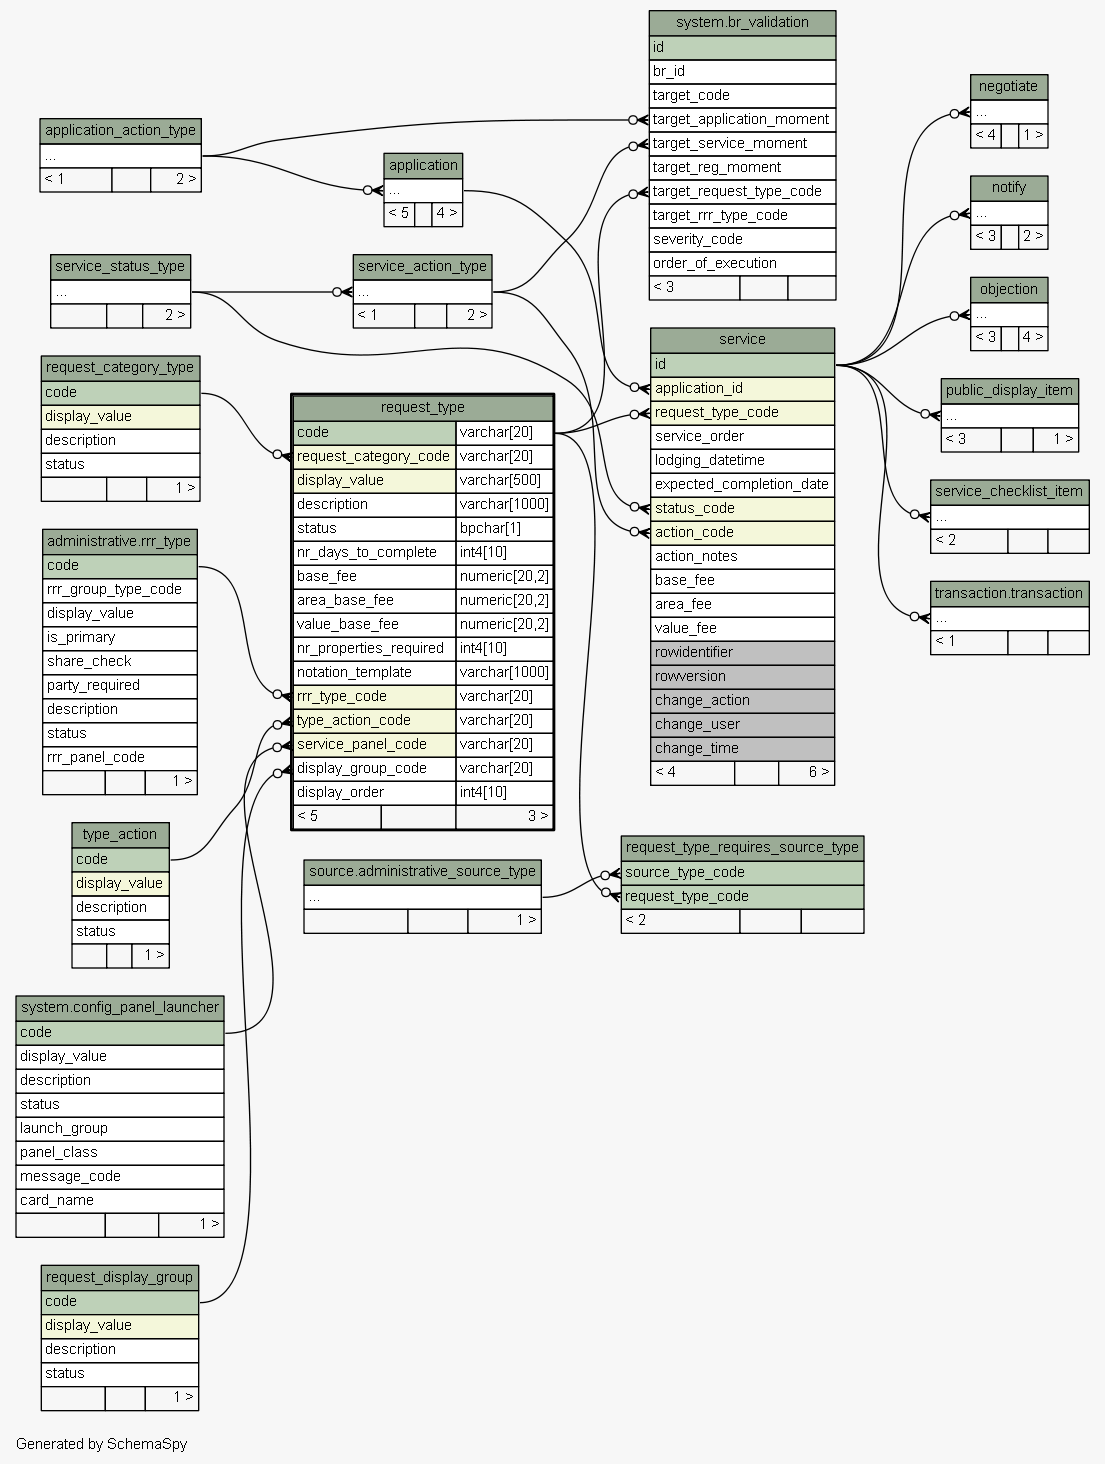 system.br_validation
id
br_id
target_code
target_application_moment
target_service_moment
target_reg_moment
target_request_type_code
target_rrr_type_code
severity_code
order_of_execution
< 3
negotiate
...
< 4 1 >
application_action_type
...
< 1 2 >
application
...
< 5 4 >
notify
...
< 3 2 >
service_status_type
...
2 >
service_action_type
...
< 1 2 >
objection
...
< 3 4 >
service
id
application_id
request_type_code
service_order
lodging_datetime
expected_completion_date
status_code
action_code
action_notes
base_fee
area_fee
value_fee
rowidentifier
rowversion
change_action
change_user
change_time
< 4 6 >
request_category_type
code
display_value
description
status
1 >
public_display_item
...
< 3 1 >
request_type
code varchar[20]
request_category_code varchar[20]
display_value varchar[500]
description varchar[1000]
status bpchar[1]
nr_days_to_complete int4[10]
base_fee numeric[20,2]
area_base_fee numeric[20,2]
value_base_fee numeric[20,2]
nr_properties_required int4[10]
notation_template varchar[1000]
rrr_type_code varchar[20]
type_action_code varchar[20]
service_panel_code varchar[20]
display_group_code varchar[20]
display_order int4[10]
< 5 3 >
service_checklist_item
...
< 2
administrative.rrr_type
code
rrr_group_type_code
display_value
is_primary
share_check
party_required
description
status
rrr_panel_code
1 >
transaction.transaction
...
< 1
type_action
code
display_value
description
status
1 >
source.administrative_source_type
...
1 >
request_type_requires_source_type
source_type_code
request_type_code
< 2
system.config_panel_launcher
code
display_value
description
status
launch_group
panel_class
message_code
card_name
1 >
request_display_group
code
display_value
description
status
1 >
Generated by SchemaSpy